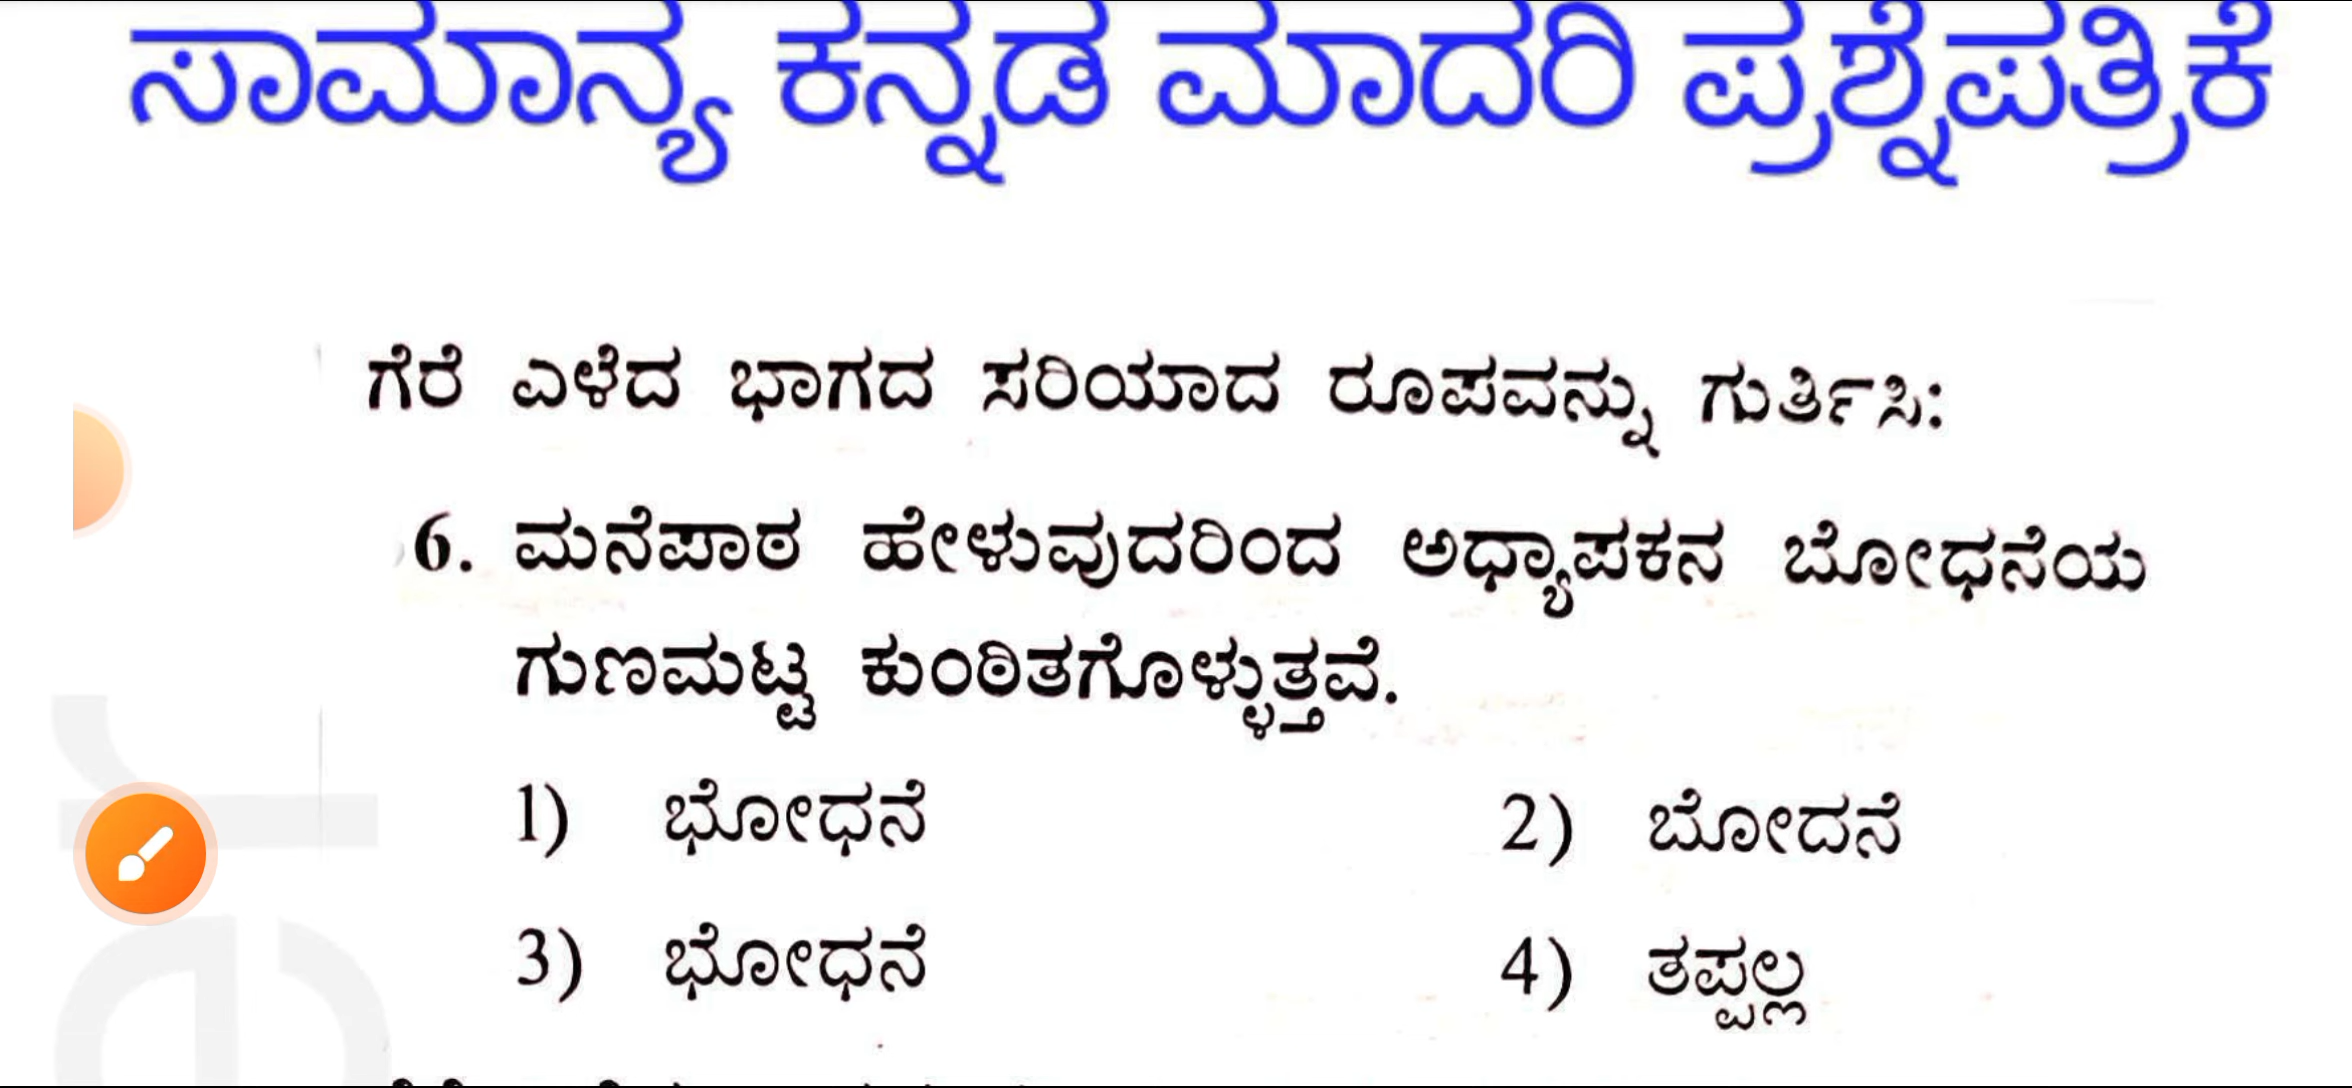 ಸಾಮಾನ್ಯ ಕನ್ನಡ ಮಾದರಿ ಪ್ರಶ್ನೆಪತ್ರಿಕೆ
ಗೆರೆ ಎಳೆದ ಭಾಗದ ಸರಿಯಾದ ರೂಪವನ್ನು ಗುರ್ತಿಸಿ:
6. ಮನೆಪಾಠ ಹೇಳುವುದರಿಂದ ಅಧ್ಯಾಪಕನ ಬೋಧನೆಯ
ಗುಣಮಟ್ಟ ಕುಂಠಿತಗೊಳ್ಳುತ್ತವೆ.
1) ಭೋಧನೆ 2) ಬೋದನೆ
3) ಭೋಧನೆ 4) ತಪ್ಪಲ್ಲ